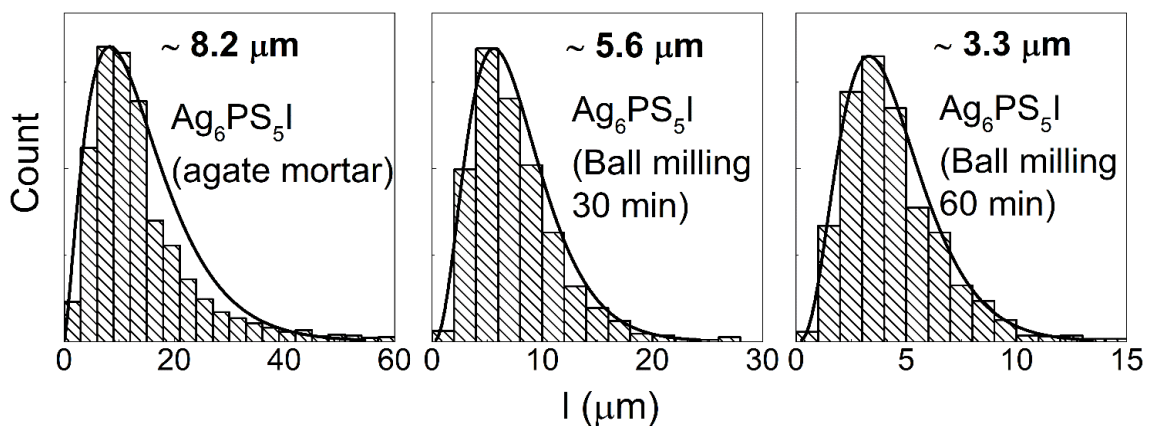 Count
~ 8.2 μm
Ag₆PS₅I
(agate mortar)
0 20 40 60
~ 5.6 μm
Ag₆PS₅I
(Ball milling
30 min)
0 10 20 30
~ 3.3 μm
Ag₆PS₅I
(Ball milling
60 min)
0 5 10 15
l (μm)